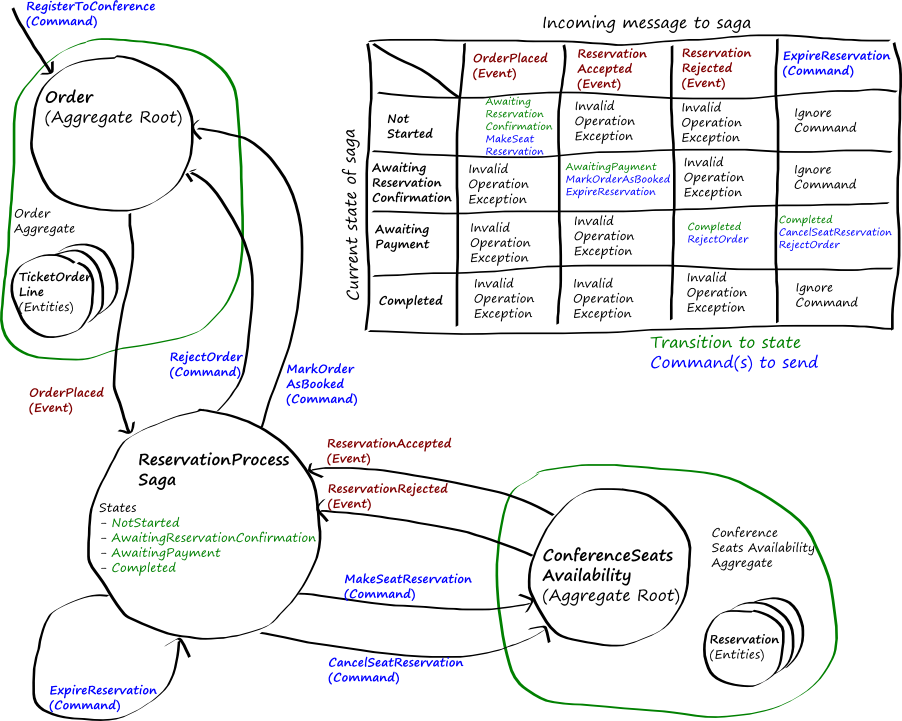 RegisterToConference
(Command)
Order
(Aggregate Root)
Order
Aggregate
TicketOrder
Line
(Entities)
OrderPlaced
(Event)
RejectOrder
(Command)
MarkOrder
AsBooked
(Command)
Incoming message to saga
Current state of saga
OrderPlaced
(Event)
Reservation
Accepted
(Event)
Reservation
Rejected
(Event)
ExpireReservation
(Command)
Not
Started
Awaiting
Reservation
Confirmation
MakeSeat
Reservation
Invalid
Operation
Exception
Invalid
Operation
Exception
Ignore
Command
Awaiting
Reservation
Confirmation
Invalid
Operation
Exception
AwaitingPayment
MarkOrderAsBooked
ExpireReservation
Invalid
Operation
Exception
Ignore
Command
Awaiting
Payment
Invalid
Operation
Exception
Invalid
Operation
Exception
Completed
RejectOrder
Completed
CancelSeatReservation
RejectOrder
Completed
Invalid
Operation
Exception
Invalid
Operation
Exception
Invalid
Operation
Exception
Ignore
Command
Transition to state
Command(s) to send
ReservationProcess
Saga
States
- NotStarted
- AwaitingReservationConfirmation
- AwaitingPayment
- Completed
ReservationAccepted
(Event)
ReservationRejected
(Event)
MakeSeatReservation
(Command)
CancelSeatReservation
(Command)
ExpireReservation
(Command)
ConferenceSeats
Availability
(Aggregate Root)
Conference
Seats Availability
Aggregate
Reservation
(Entities)